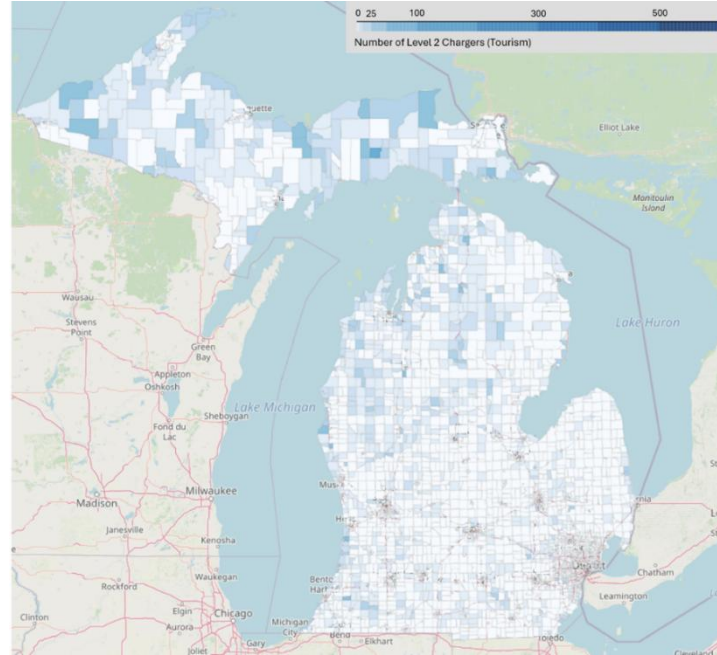 0 25 100 300 500
Number of Level 2 Chargers (Tourism)
Elliot Lake
Manitoulin
Island
Wausau
Stevens
Point
Green
Bay
Lake Huron
Appleton
Oshkosh
Lake Michigan
Sheboygan
Fond du
Lac
Madison
Milwaukee
Janesville
Kenosha
Chatham
Rockford
Waukegan
Leamington
Clinton
Elgin
Chicago
Michigan
City
Aurora
Gary
Elkhart
Toledo
Joliet
Cleveland